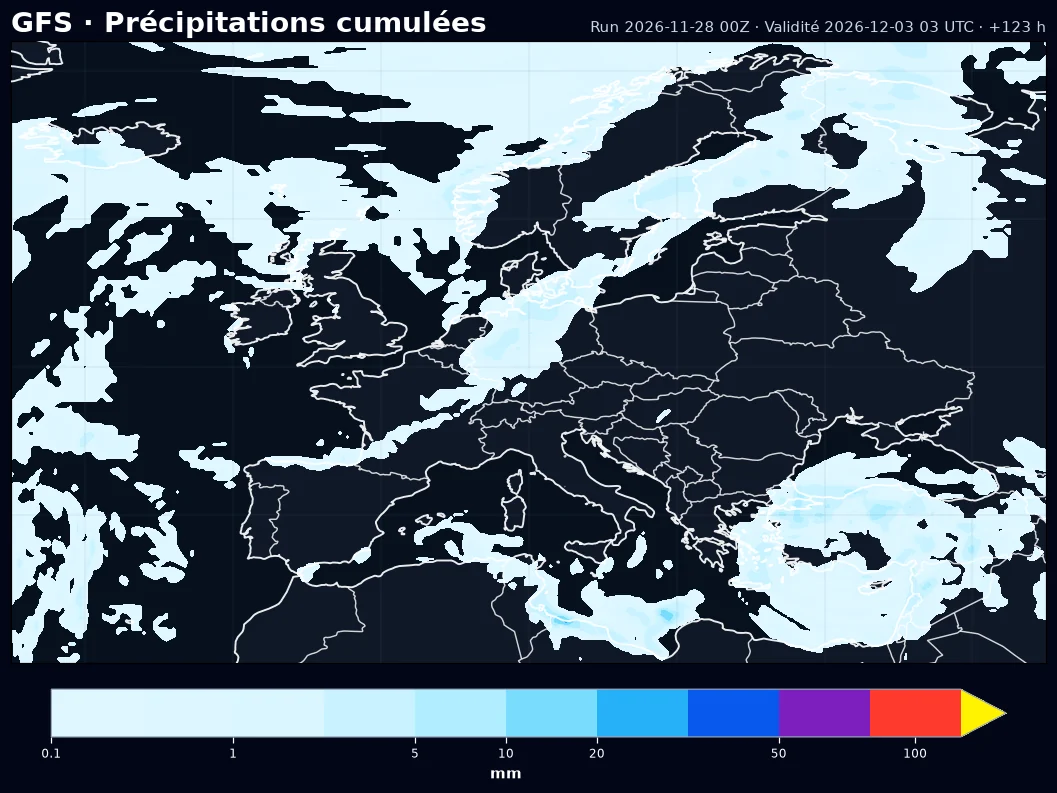 GFS · Précipitations cumulées
Run 2026-11-28 00Z · Validité 2026-12-03 03 UTC · +123 h
0.1 1 5 10 20 50 100
mm